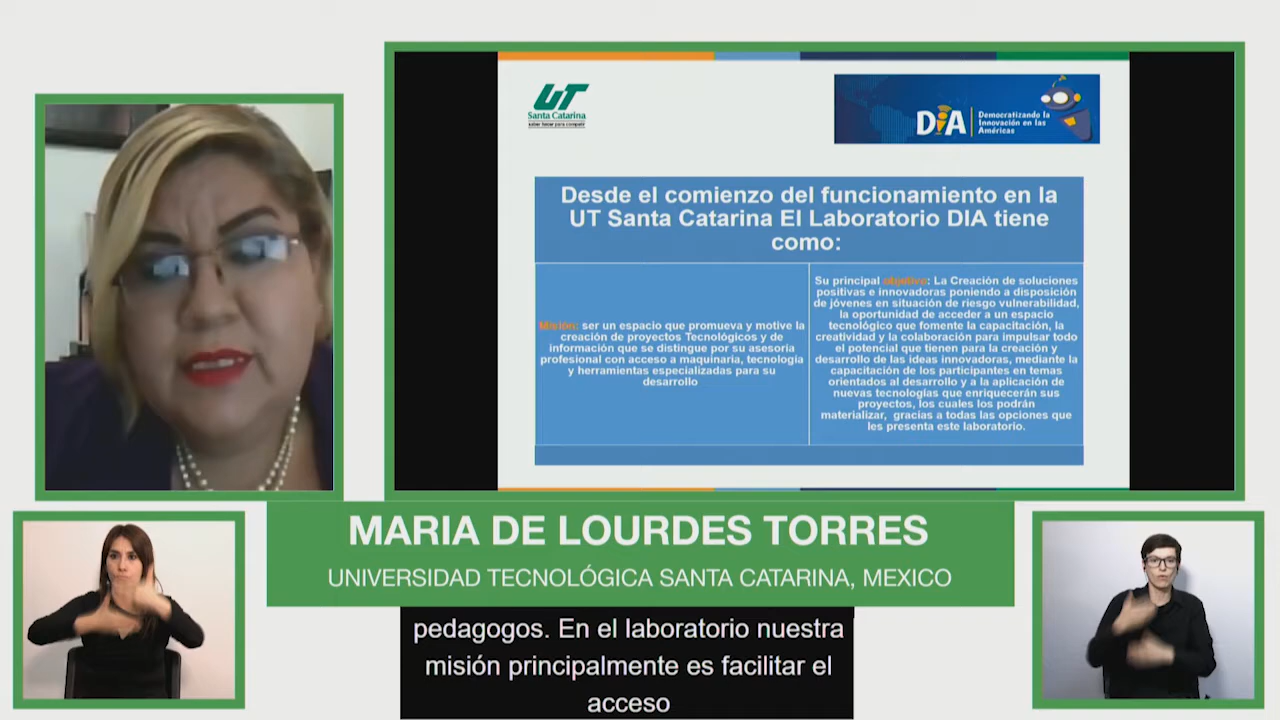 UT
Santa Catarina
saber hacer para competir
DiA
Democratizando la
Innovación en las
Américas
Desde el comienzo del funcionamiento en la
UT Santa Catarina El Laboratorio DIA tiene
como:
Misión: ser un espacio que promueva y motive la
creación de proyectos Tecnológicos y de
información que se distingue por su asesoría
profesional con acceso a maquinaria, tecnología
y herramientas especializadas para su
desarrollo
Su principal objetivo: La Creación de soluciones
positivas e innovadoras poniendo a disposición
de jóvenes en situación de riesgo vulnerabilidad,
la oportunidad de acceder a un espacio
tecnológico que fomente la capacitación, la
creatividad y la colaboración para impulsar todo
el potencial que tienen para la creación y
desarrollo de las ideas innovadoras, mediante la
capacitación de los participantes en temas
orientados al desarrollo y a la aplicación de
nuevas tecnologías que enriquecerán sus
proyectos, los cuales los podrán
materializar, gracias a todas las opciones que
les presenta este laboratorio.
MARIA DE LOURDES TORRES
UNIVERSIDAD TECNOLÓGICA SANTA CATARINA, MEXICO
pedagogos. En el laboratorio nuestra
misión principalmente es facilitar el
acceso